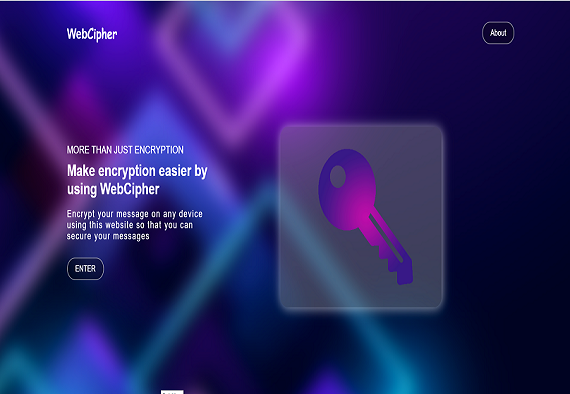 WebCipher
About
MORE THAN JUST ENCRYPTION
Make encryption easier by
using WebCipher
Encrypt your message on any device
using this website so that you can
secure your messages
ENTER